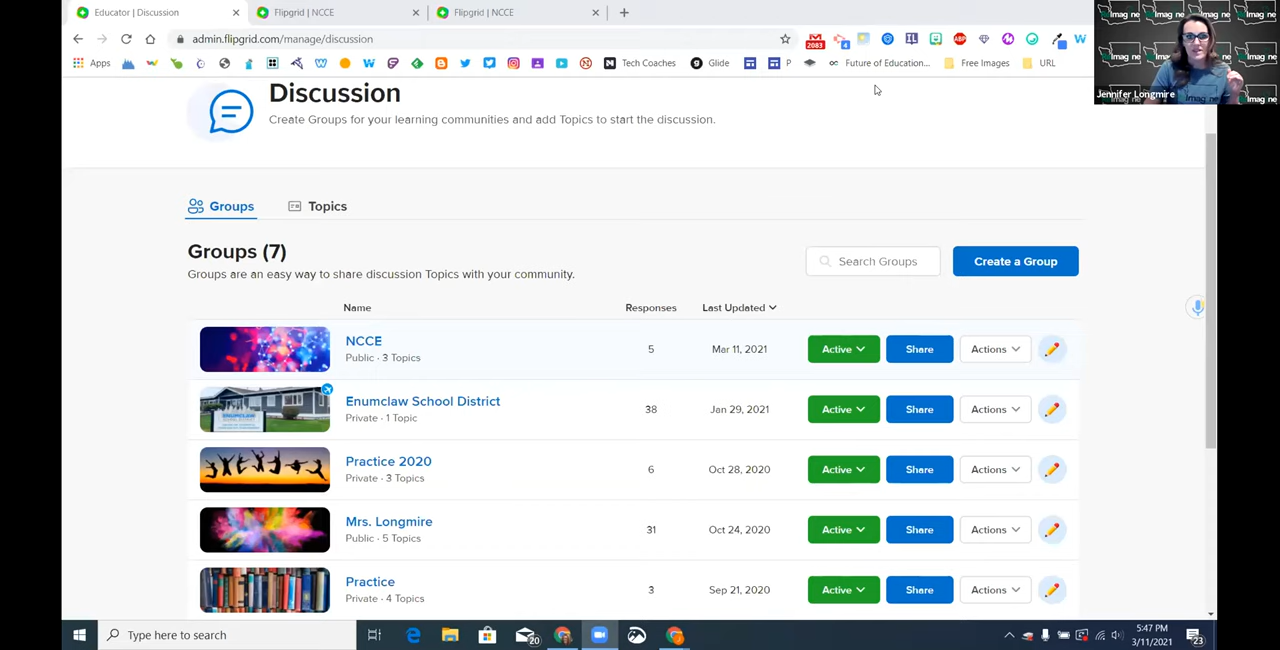 Educator | Discussion
Flipgrid | NCCE
Flipgrid | NCCE
admin.flipgrid.com/manage/discussion
2083
4
ABP
Apps
Tech Coaches
Glide
P
Future of Education...
Free Images
URL
Jennifer Longmire
Discussion
Create Groups for your learning communities and add Topics to start the discussion.
Groups
Topics
Groups (7)
Groups are an easy way to share discussion Topics with your community.
Search Groups
Create a Group
Name
Responses
Last Updated
NCCE
Public · 3 Topics
5
Mar 11, 2021
Active
Share
Actions
Enumclaw School District
Private · 1 Topic
38
Jan 29, 2021
Active
Share
Actions
Practice 2020
Private · 3 Topics
6
Oct 28, 2020
Active
Share
Actions
Mrs. Longmire
Public · 5 Topics
31
Oct 24, 2020
Active
Share
Actions
Practice
Private · 4 Topics
3
Sep 21, 2020
Active
Share
Actions
Type here to search
20
5:47 PM
3/11/2021
23